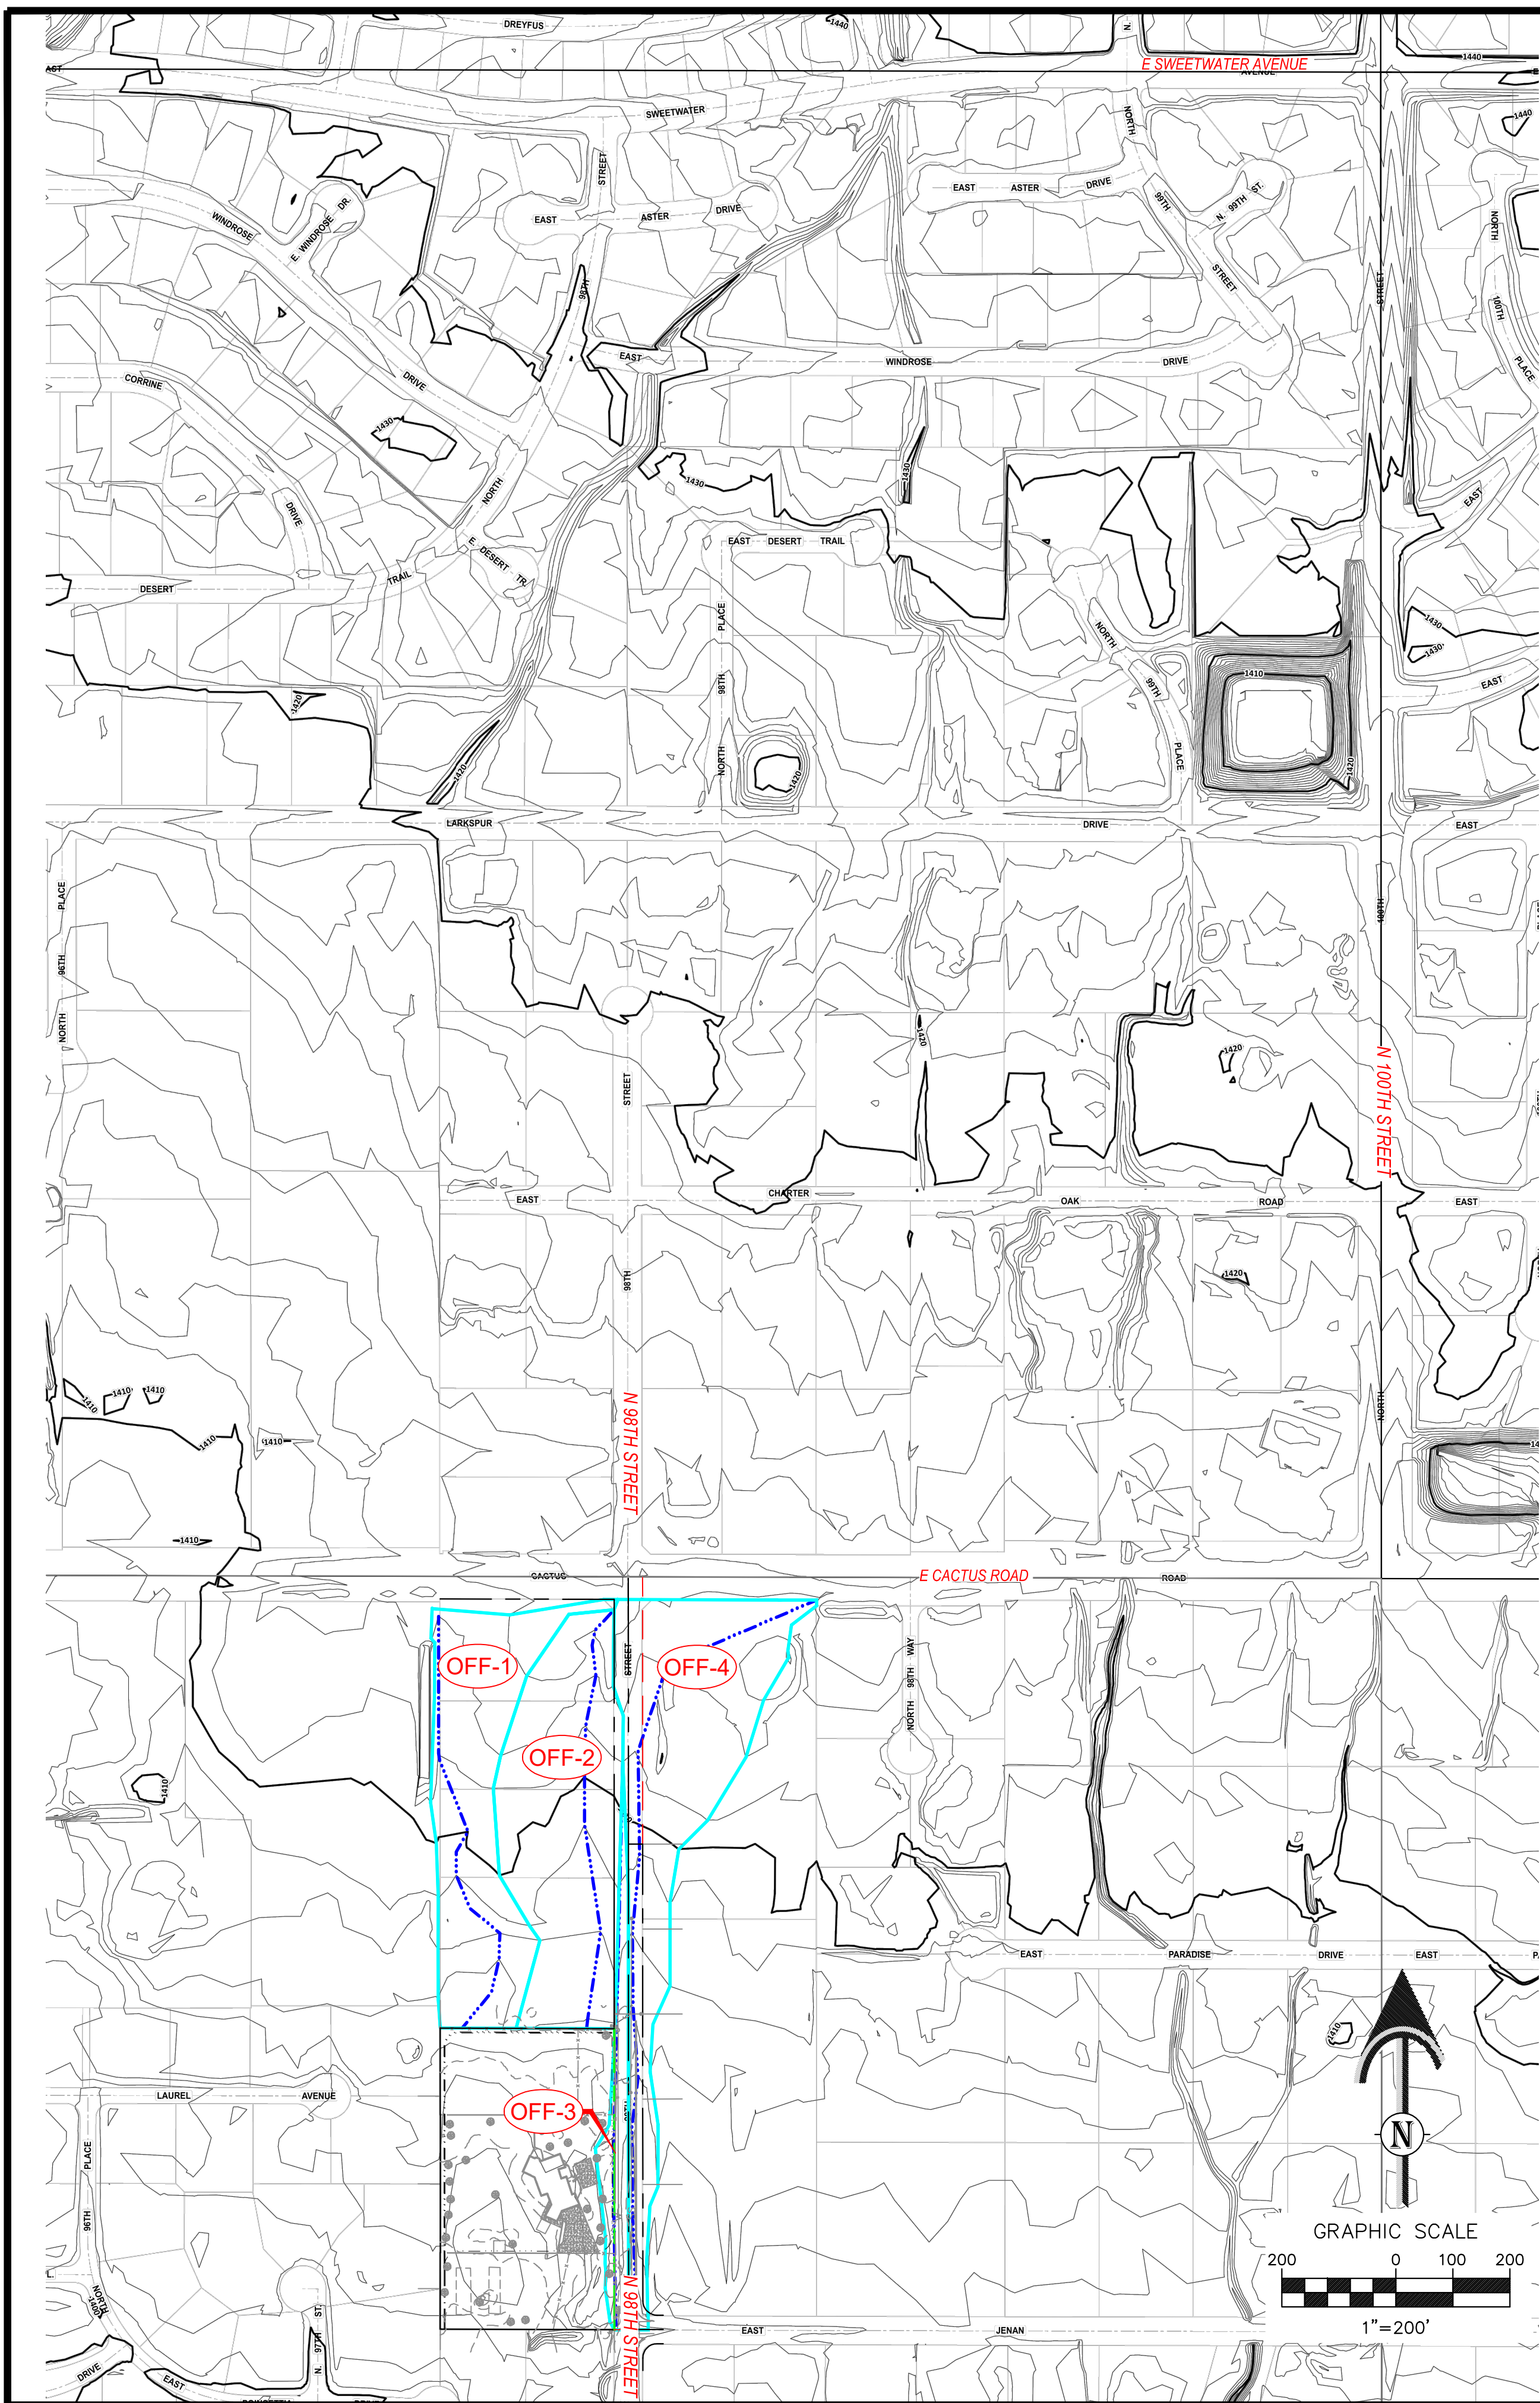 DREYFUS
1440
N.
E SWEETWATER AVENUE
AVENUE
1440
SWEETWATER
1440
STREET
NORTH
EAST ASTER DRIVE
EAST ASTER DRIVE
99TH
N. 99TH ST.
NORTH
WINDROSE
E. WINDROSE DR.
STREET
STREET
98TH
100TH
EAST
WINDROSE
DRIVE
PLACE
CORRINE
DRIVE
1430
1430
1430
NORTH
EAST
DRIVE
EAST DESERT TRAIL
E. DESERT TR.
TRAIL
DESERT
PLACE
NORTH
1430
1430
98TH
99TH
1410
EAST
1420
NORTH
PLACE
1420
1420
1420
LARKSPUR
DRIVE
EAST
PLACE
100TH
96TH
NORTH
1420
1420
N 100TH STREET
STREET
EAST
CHARTER
OAK
ROAD
EAST
98TH
1420
1410
1410
1410
N 98TH STREET
NORTH
1410
1410
1410
CACTUS
E CACTUS ROAD
ROAD
OFF-1
STREET
OFF-4
NORTH 98TH WAY
OFF-2
1410
EAST
PARADISE
DRIVE
EAST
1410
LAUREL
AVENUE
OFF-3
PLACE
N
96TH
GRAPHIC SCALE
200 0 100 200
1"=200'
NORTH
1400
N 98TH STREET
N. 97TH ST.
EAST
JENAN
DRIVE
EAST